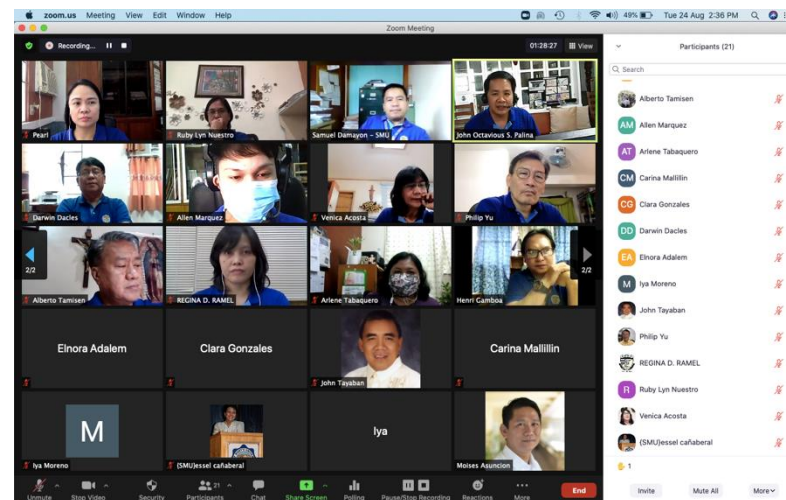 zoom.us Meeting View Edit Window Help
49% Tue 24 Aug 2:36 PM
Zoom Meeting
Recording...
01:28:27 View
Participants (21)
Search
Pearl
Ruby Lyn Nuestro
Samuel Damayon - SMU
John Octavious S. Palina
Darwin Dacles
Allen Marquez
Venica Acosta
Philip Yu
2/2
2/2
Alberto Tamisen
REGINA D. RAMEL
Arlene Tabaquero
Henri Gamboa
Elnora Adalem
Clara Gonzales
John Tayaban
Carina Mallillin
M
Iya Moreno
(SMU)essel cañaberal
Iya
Moises Asuncion
Alberto Tamisen
AM Allen Marquez
AT Arlene Tabaquero
CM Carina Mallillin
CG Clara Gonzales
DD Darwin Dacles
EA Elnora Adalem
M Iya Moreno
John Tayaban
Philip Yu
REGINA D. RAMEL
R Ruby Lyn Nuestro
Venica Acosta
(SMU)essel cañaberal
1
Unmute
Stop Video
Security
Participants 21
Chat
Share Screen
Polling
Pause/Stop Recording
Reactions
More
End
Invite
Mute All
More